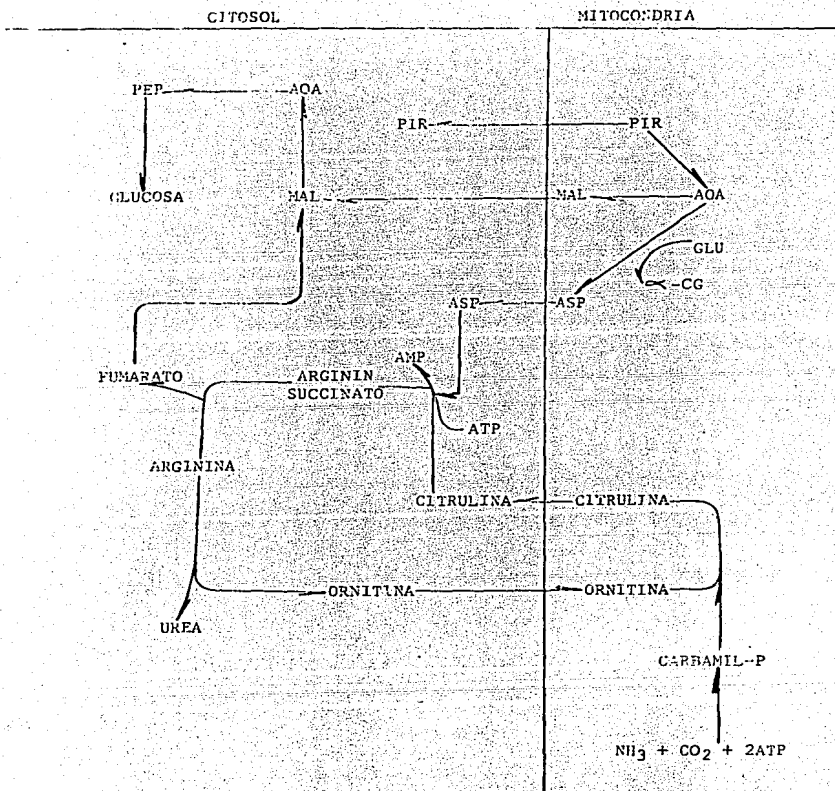 CITOSOL MITOCONDRIA
PEP AOA
PIR PIR
GLUCOSA MAL MAL AOA
GLU
∝-CG
ASP ASP
AMP
FUMARATO ARGININ
SUCCINATO
ATP
ARGININA
CITRULINA CITRULINA
ORNITINA ORNITINA
UREA
CARBAMIL-P
NH3 + CO2 + 2ATP